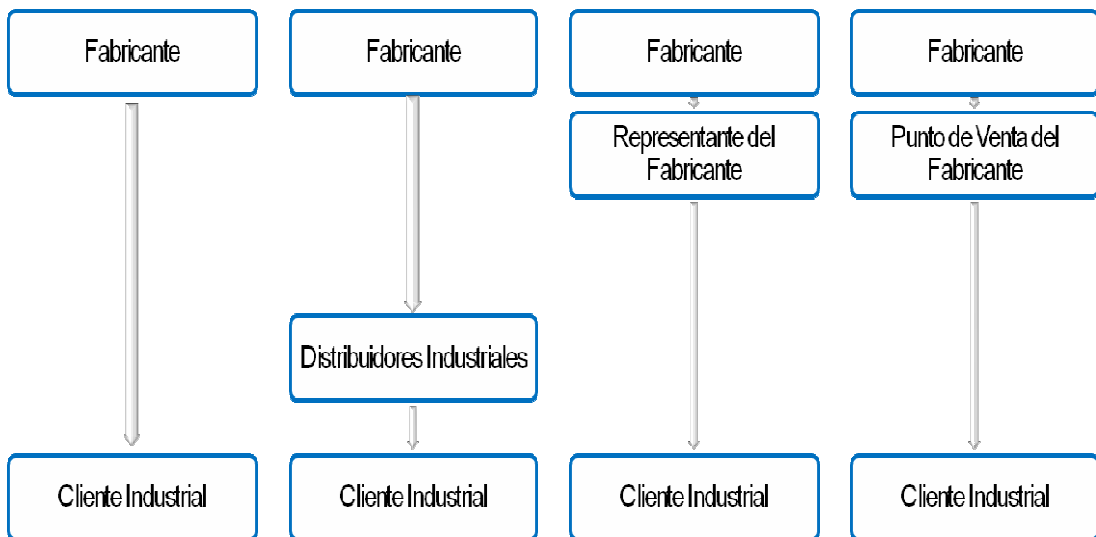 Fabricante
Fabricante
Fabricante
Fabricante
Representante del
Fabricante
Punto de Venta del
Fabricante
Distribuidores Industriales
Cliente Industrial
Cliente Industrial
Cliente Industrial
Cliente Industrial